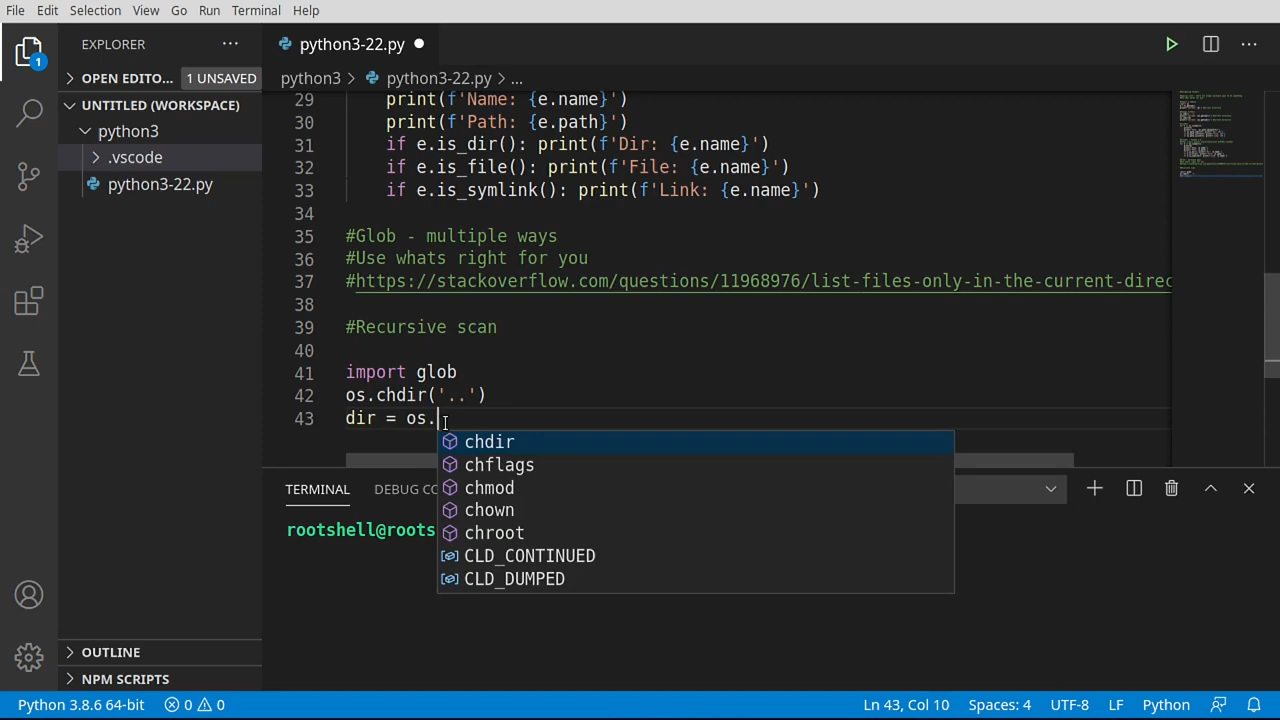 File Edit Selection View Go Run Terminal Help
EXPLORER ···
python3-22.py
OPEN EDITO... 1 UNSAVED
python3 > python3-22.py > ...
UNTITLED (WORKSPACE)
python3
.vscode
python3-22.py
29 print(f'Name: {e.name}')
30 print(f'Path: {e.path}')
31 if e.is_dir(): print(f'Dir: {e.name}')
32 if e.is_file(): print(f'File: {e.name}')
33 if e.is_symlink(): print(f'Link: {e.name}')
34
35 #Glob - multiple ways
36 #Use whats right for you
37 #https://stackoverflow.com/questions/11968976/list-files-only-in-the-current-direc
38
39 #Recursive scan
40
41 import glob
42 os.chdir('..')
43 dir = os.
chdir
chflags
chmod
chown
chroot
CLD_CONTINUED
CLD_DUMPED
TERMINAL DEBUG CO
rootshell@roots
1
OUTLINE
NPM SCRIPTS
Python 3.8.6 64-bit 0 0 Ln 43, Col 10 Spaces: 4 UTF-8 LF Python